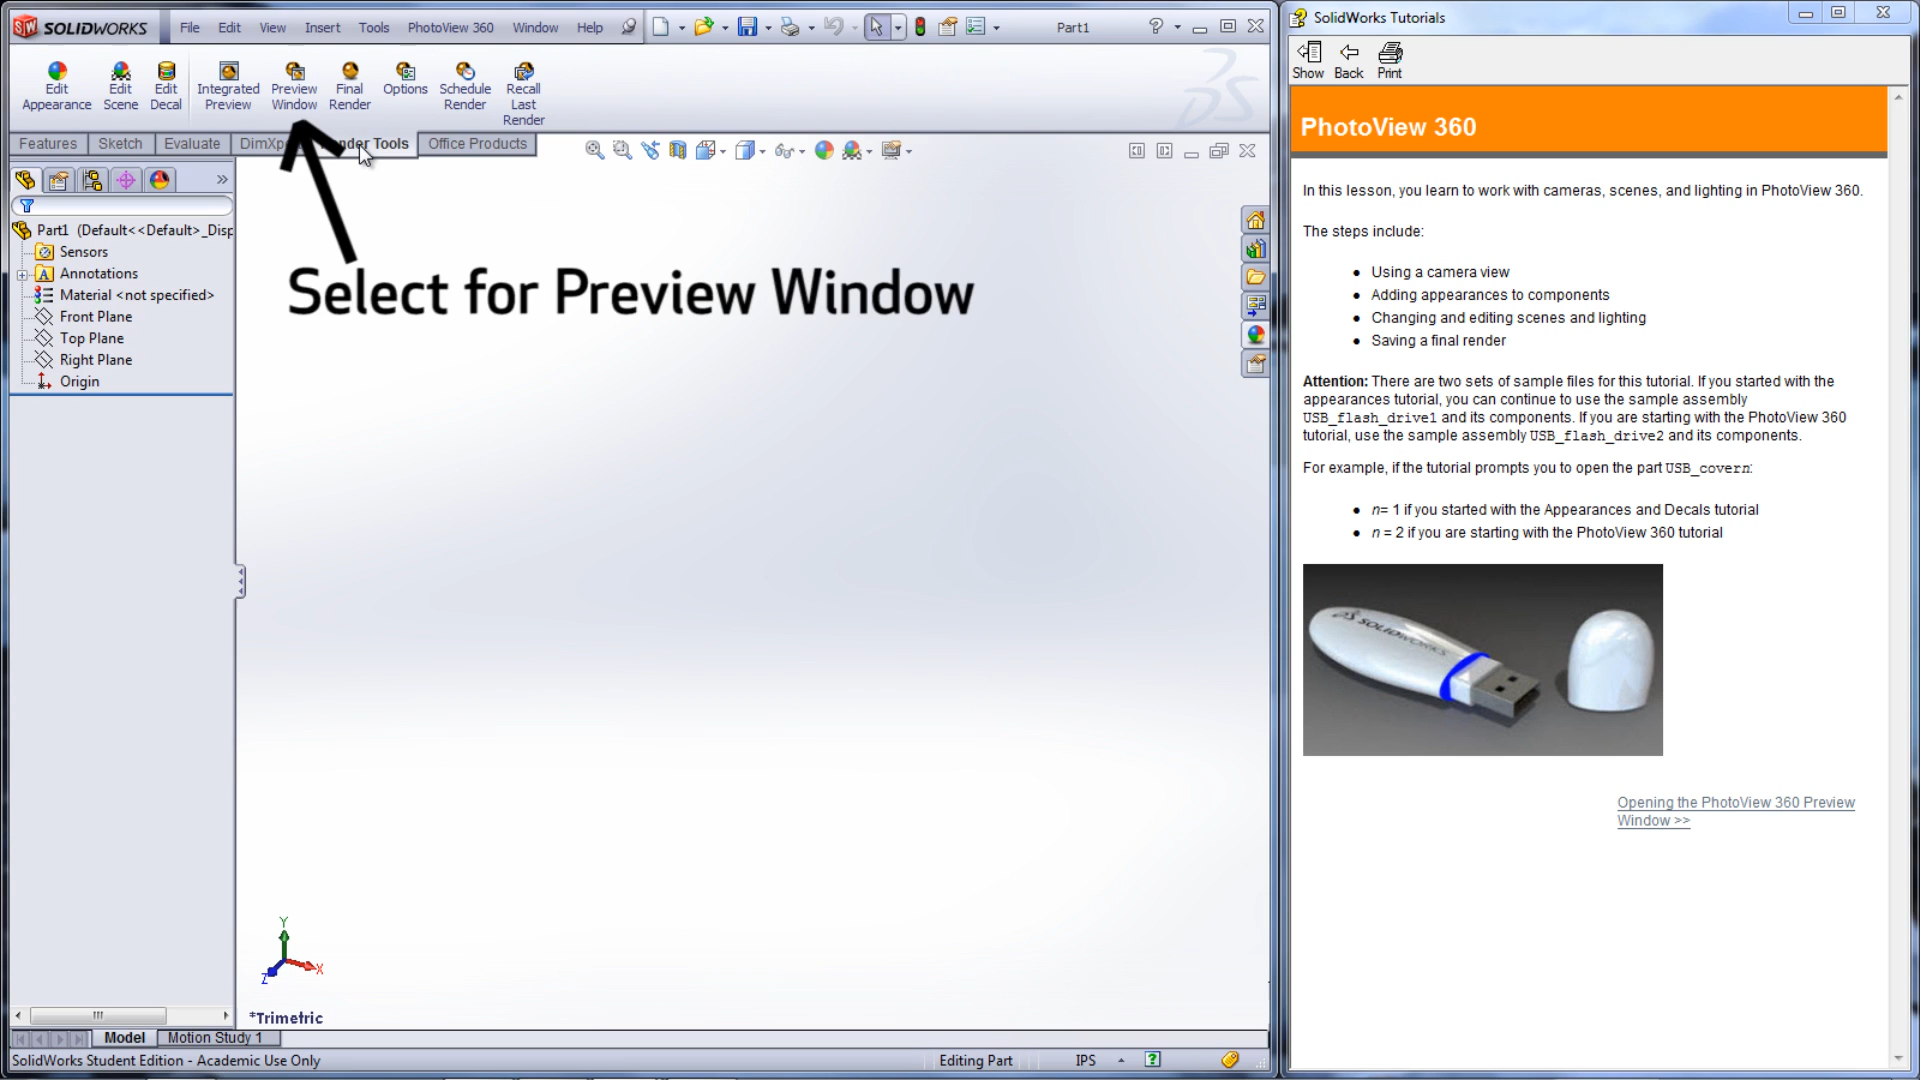 SOLIDWORKS File Edit View Insert Tools PhotoView 360 Window Help Part1
Edit Appearance
Edit Scene
Edit Decal
Integrated Preview
Preview Window
Final Render
Options
Schedule Render
Recall Last Render
Features Sketch Evaluate Office Products
Part1 (Default<<Default>_Disp
Sensors
Annotations
Material <not specified>
Front Plane
Top Plane
Right Plane
Origin
Select for Preview Window
Y
X
Z
*Trimetric
Model Motion Study 1
SolidWorks Student Edition - Academic Use Only Editing Part IPS
SolidWorks Tutorials
Show Back Print
PhotoView 360
In this lesson, you learn to work with cameras, scenes, and lighting in PhotoView 360.
The steps include:
• Using a camera view
• Adding appearances to components
• Changing and editing scenes and lighting
• Saving a final render
Attention: There are two sets of sample files for this tutorial. If you started with the
appearances tutorial, you can continue to use the sample assembly
USB_flash_drive1 and its components. If you are starting with the PhotoView 360
tutorial, use the sample assembly USB_flash_drive2 and its components.
For example, if the tutorial prompts you to open the part USB_covern:
• n= 1 if you started with the Appearances and Decals tutorial
• n = 2 if you are starting with the PhotoView 360 tutorial
SOLIDWORKS
Opening the PhotoView 360 Preview
Window >>